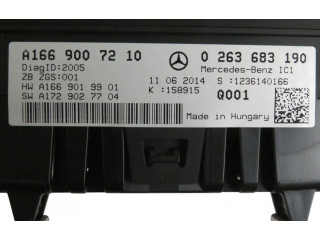 A166 900 72 10
0 263 683 190
DiagID:2005
Mercedes-Benz IC1
ZB ZGS:001
11 06 2014 S :1236140166
HW A166 901 99 01
K :158915
Q001
SW A172 902 77 04
Made in Hungary